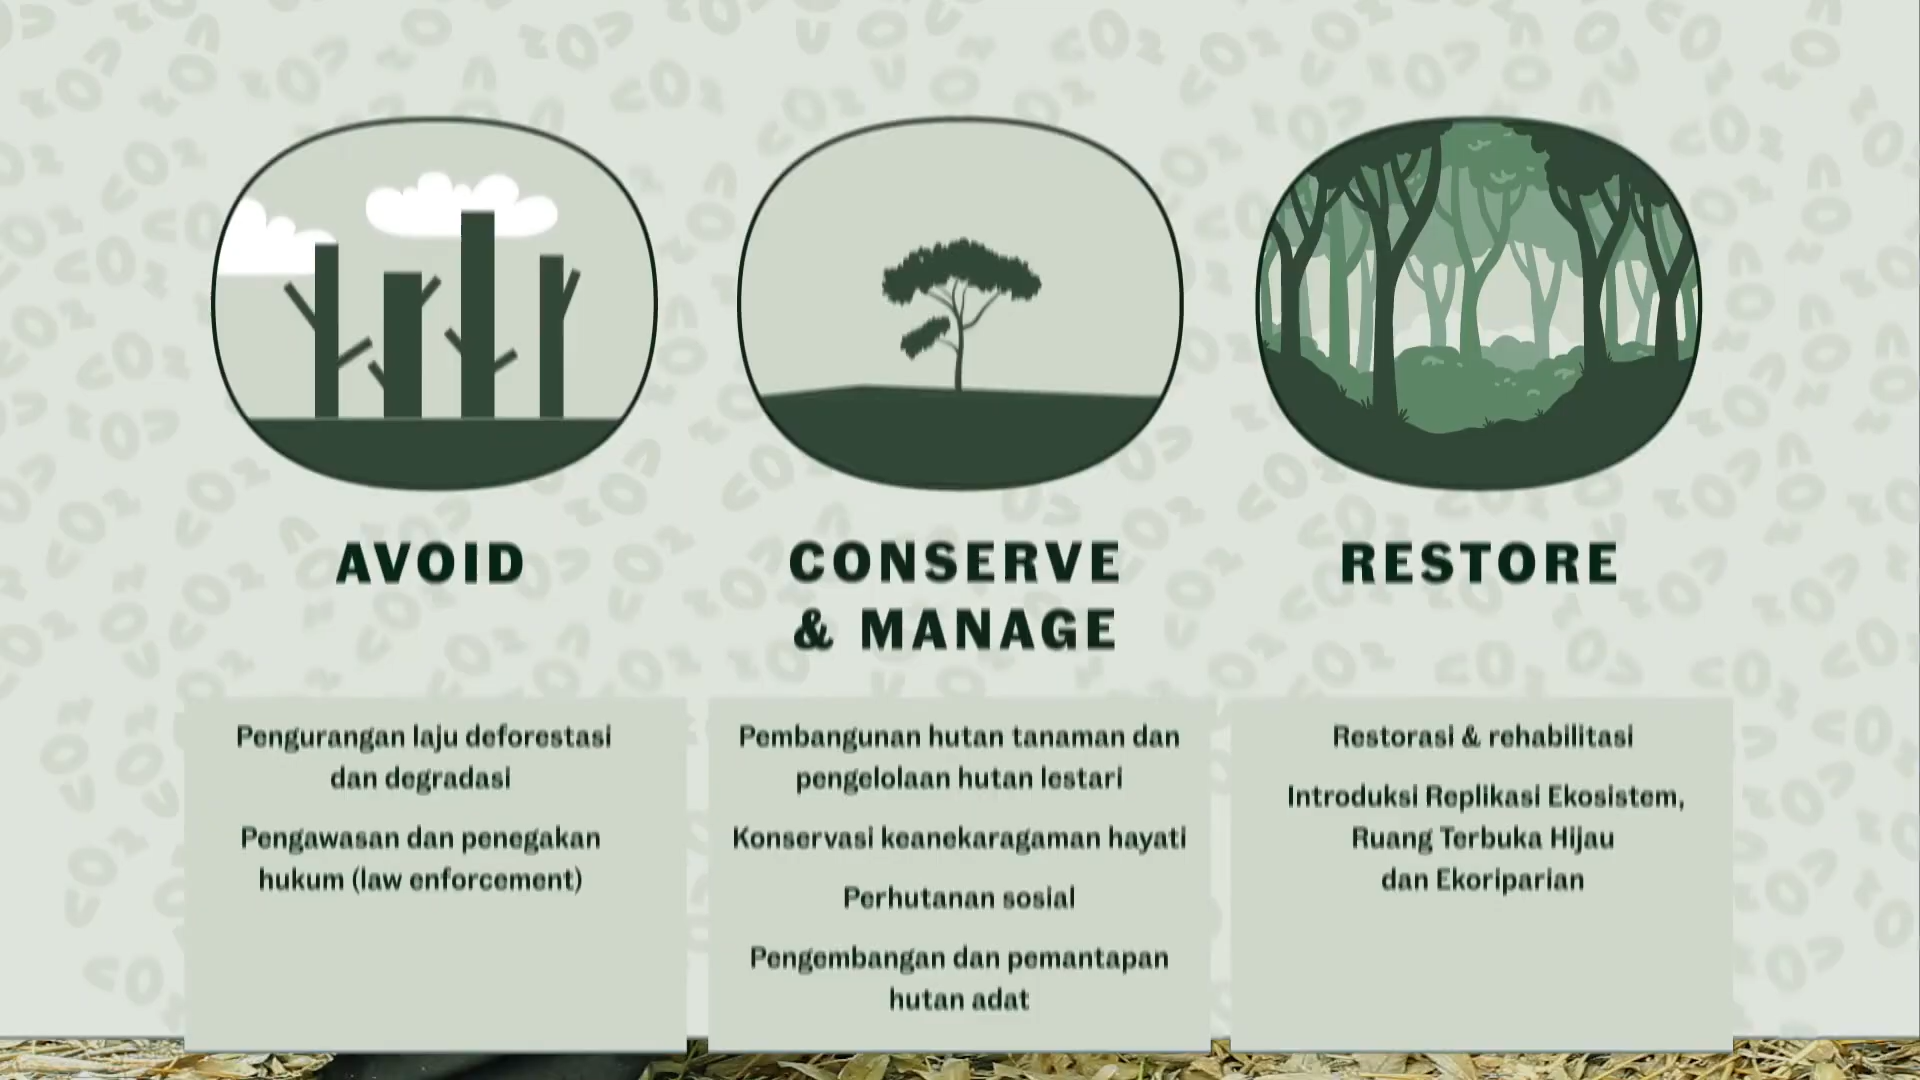 AVOID
Pengurangan laju deforestasi
dan degradasi
Pengawasan dan penegakan
hukum (law enforcement)
CONSERVE
& MANAGE
Pembangunan hutan tanaman dan
pengelolaan hutan lestari
Konservasi keanekaragaman hayati
Perhutanan sosial
Pengembangan dan pemantapan
hutan adat
RESTORE
Restorasi & rehabilitasi
Introduksi Replikasi Ekosistem,
Ruang Terbuka Hijau
dan Ekoriparian